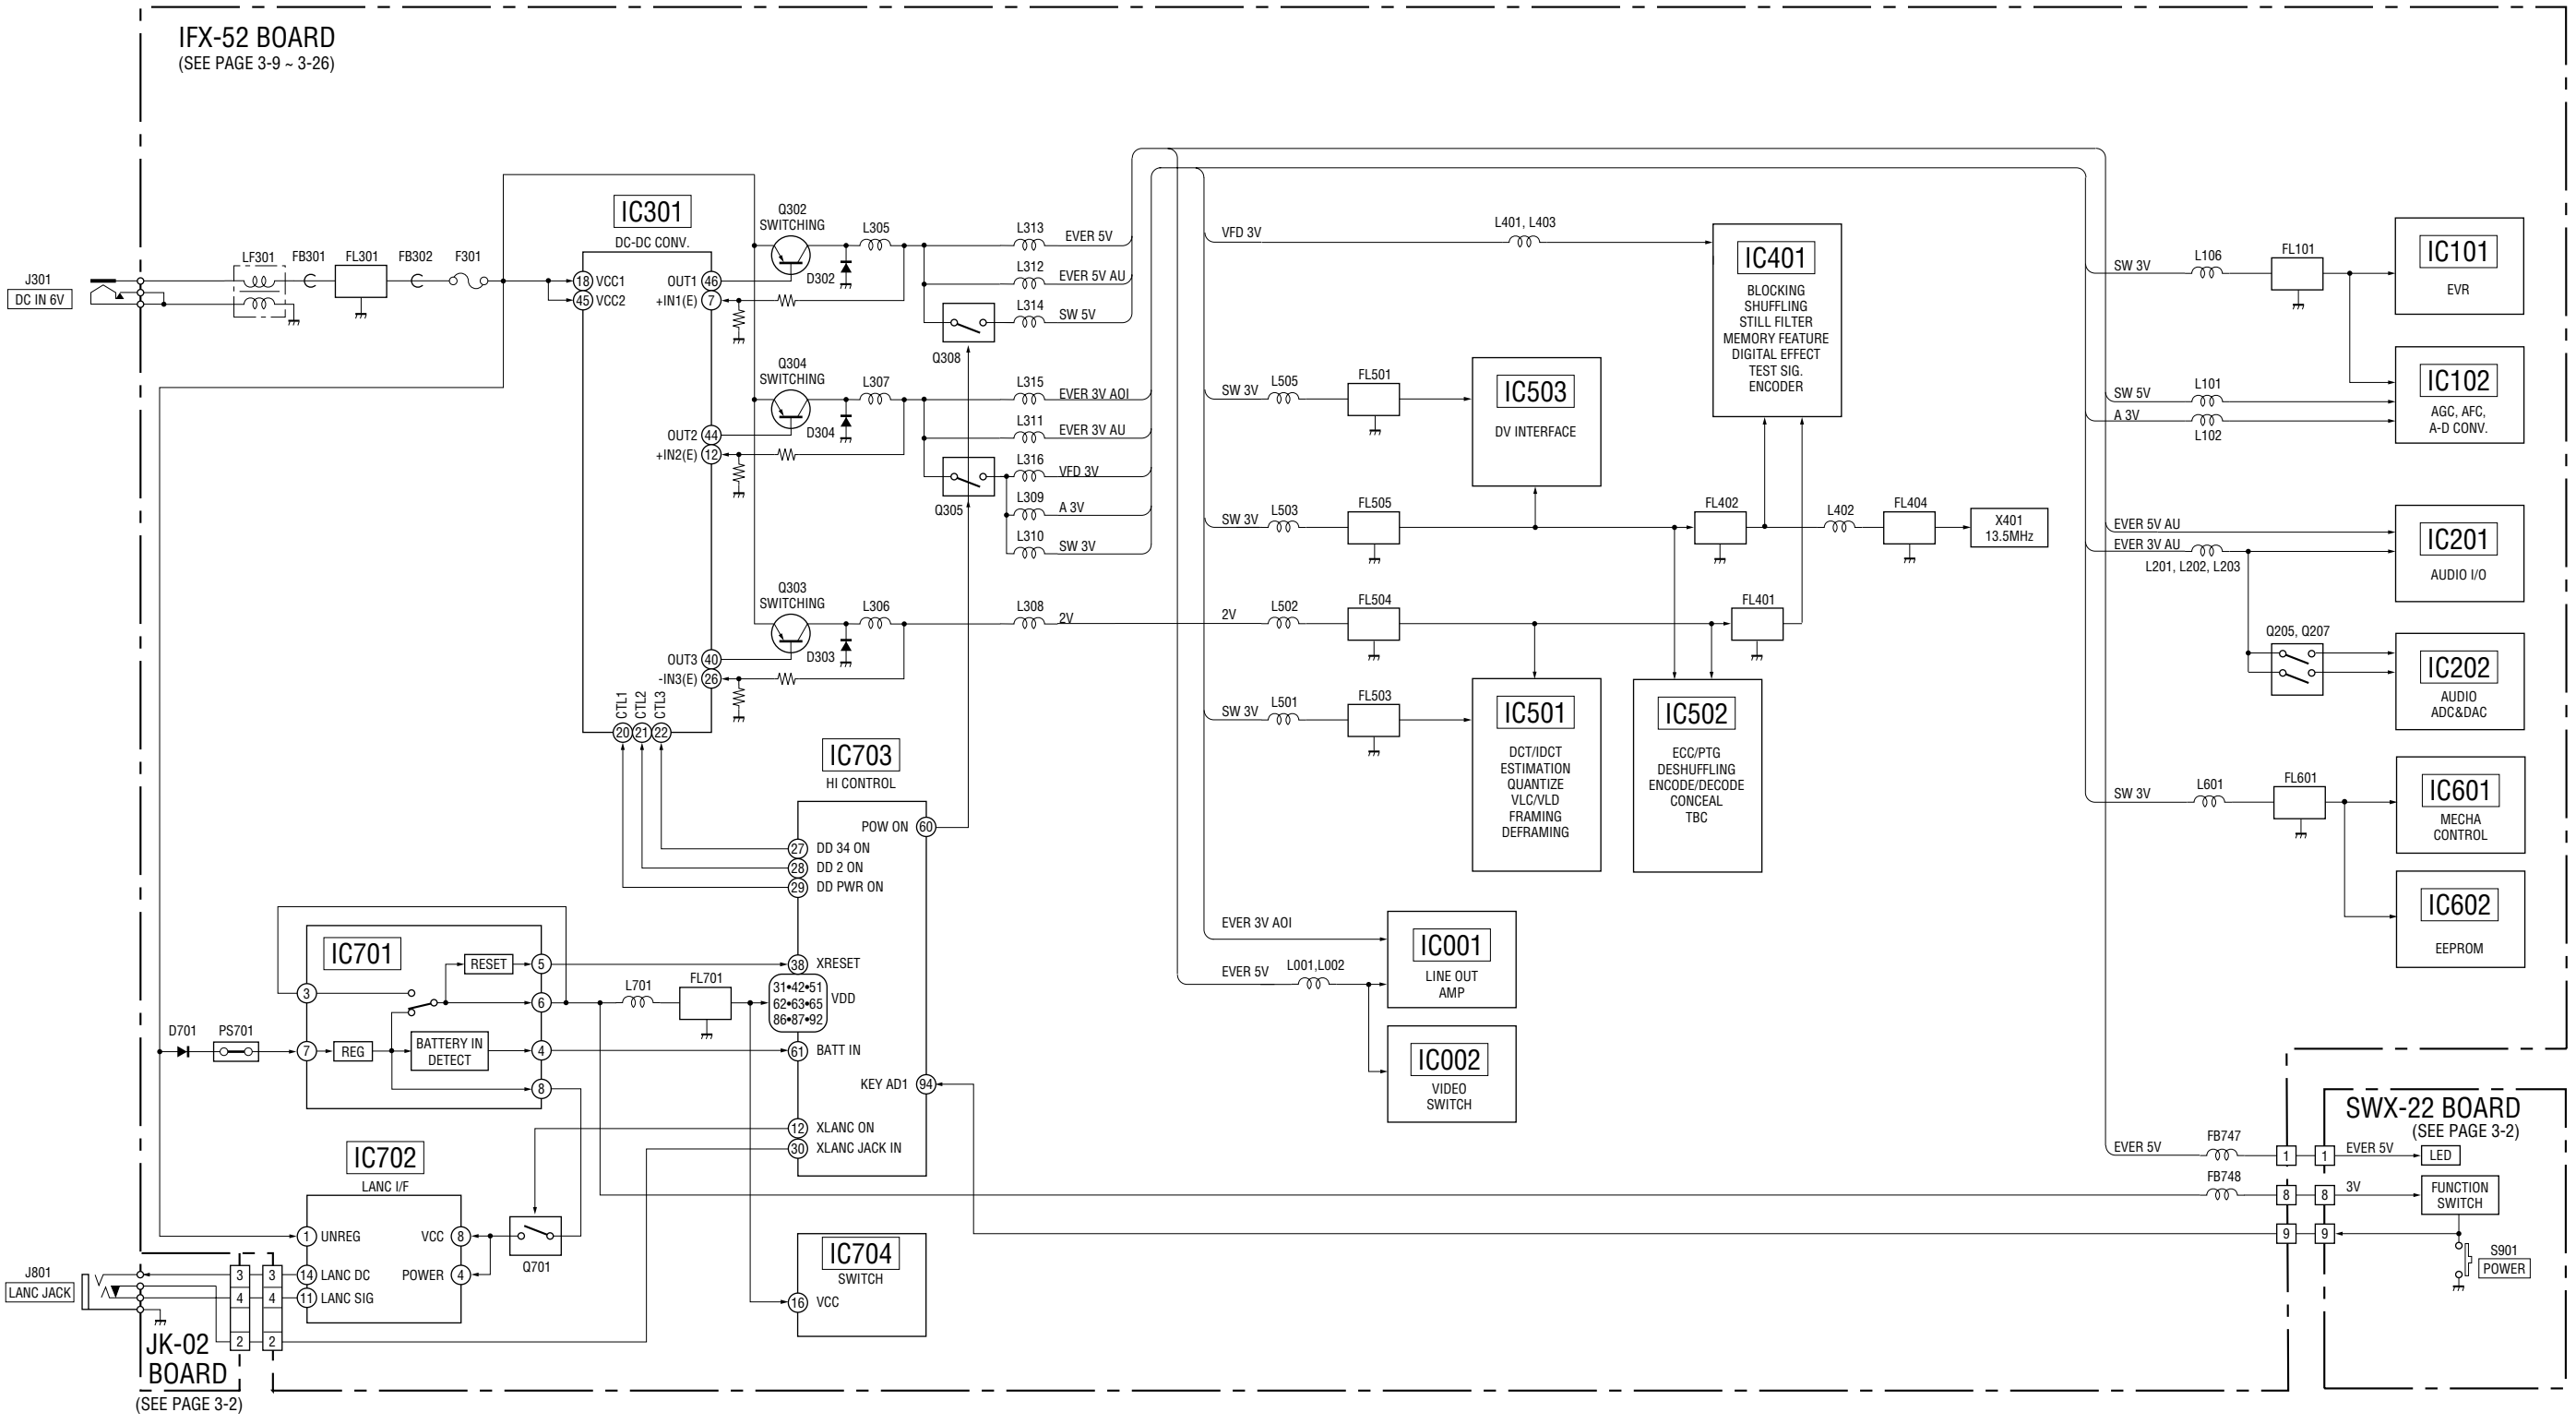 IFX-52 BOARD
(SEE PAGE 3-9 ~ 3-26)
J301
DC IN 6V
LF301
FB301
FL301
FB302
F301
IC301
DC-DC CONV.
18 VCC1
45 VCC2
OUT1 46
+IN1(E) 7
OUT2 44
+IN2(E) 12
OUT3 40
-IN3(E) 26
CTL1
CTL2
CTL3
20 21 22
Q302
SWITCHING
D302
L305
Q304
SWITCHING
D304
L307
Q303
SWITCHING
D303
L306
L313
EVER 5V
L312
EVER 5V AU
L314
SW 5V
Q308
L315
EVER 3V AOI
L311
EVER 3V AU
L316
VFD 3V
L309
A 3V
Q305
L310
SW 3V
L308
2V
VFD 3V
L401, L403
IC401
BLOCKING
SHUFFLING
STILL FILTER
MEMORY FEATURE
DIGITAL EFFECT
TEST SIG.
ENCODER
SW 3V
L505
FL501
IC503
DV INTERFACE
SW 3V
L503
FL505
FL402
L402
FL404
X401
13.5MHz
2V
L502
FL504
FL401
SW 3V
L501
FL503
IC501
DCT/IDCT
ESTIMATION
QUANTIZE
VLC/VLD
FRAMING
DEFRAMING
IC502
ECC/PTG
DESHUFFLING
ENCODE/DECODE
CONCEAL
TBC
EVER 3V AOI
IC001
LINE OUT
AMP
EVER 5V
L001,L002
IC002
VIDEO
SWITCH
SW 3V
L106
FL101
IC101
EVR
SW 5V
L101
A 3V
L102
IC102
AGC, AFC,
A-D CONV.
EVER 5V AU
EVER 3V AU
L201, L202, L203
IC201
AUDIO I/O
Q205, Q207
IC202
AUDIO
ADC&DAC
SW 3V
L601
FL601
IC601
MECHA
CONTROL
IC602
EEPROM
IC703
HI CONTROL
POW ON 60
27 DD 34 ON
28 DD 2 ON
29 DD PWR ON
38 XRESET
31•42•51
62•63•65
86•87•92
VDD
61 BATT IN
KEY AD1 94
12 XLANC ON
30 XLANC JACK IN
IC701
RESET
5
3
6
L701
FL701
D701
PS701
7
REG
BATTERY IN
DETECT
4
8
IC702
LANC I/F
1 UNREG
VCC 8
POWER 4
14 LANC DC
11 LANC SIG
Q701
IC704
SWITCH
16 VCC
J801
LANC JACK
3 3
4 4
2 2
JK-02
BOARD
(SEE PAGE 3-2)
SWX-22 BOARD
(SEE PAGE 3-2)
EVER 5V
FB747
1 1
EVER 5V
LED
FB748
8 8
3V
FUNCTION
SWITCH
9 9
S901
POWER